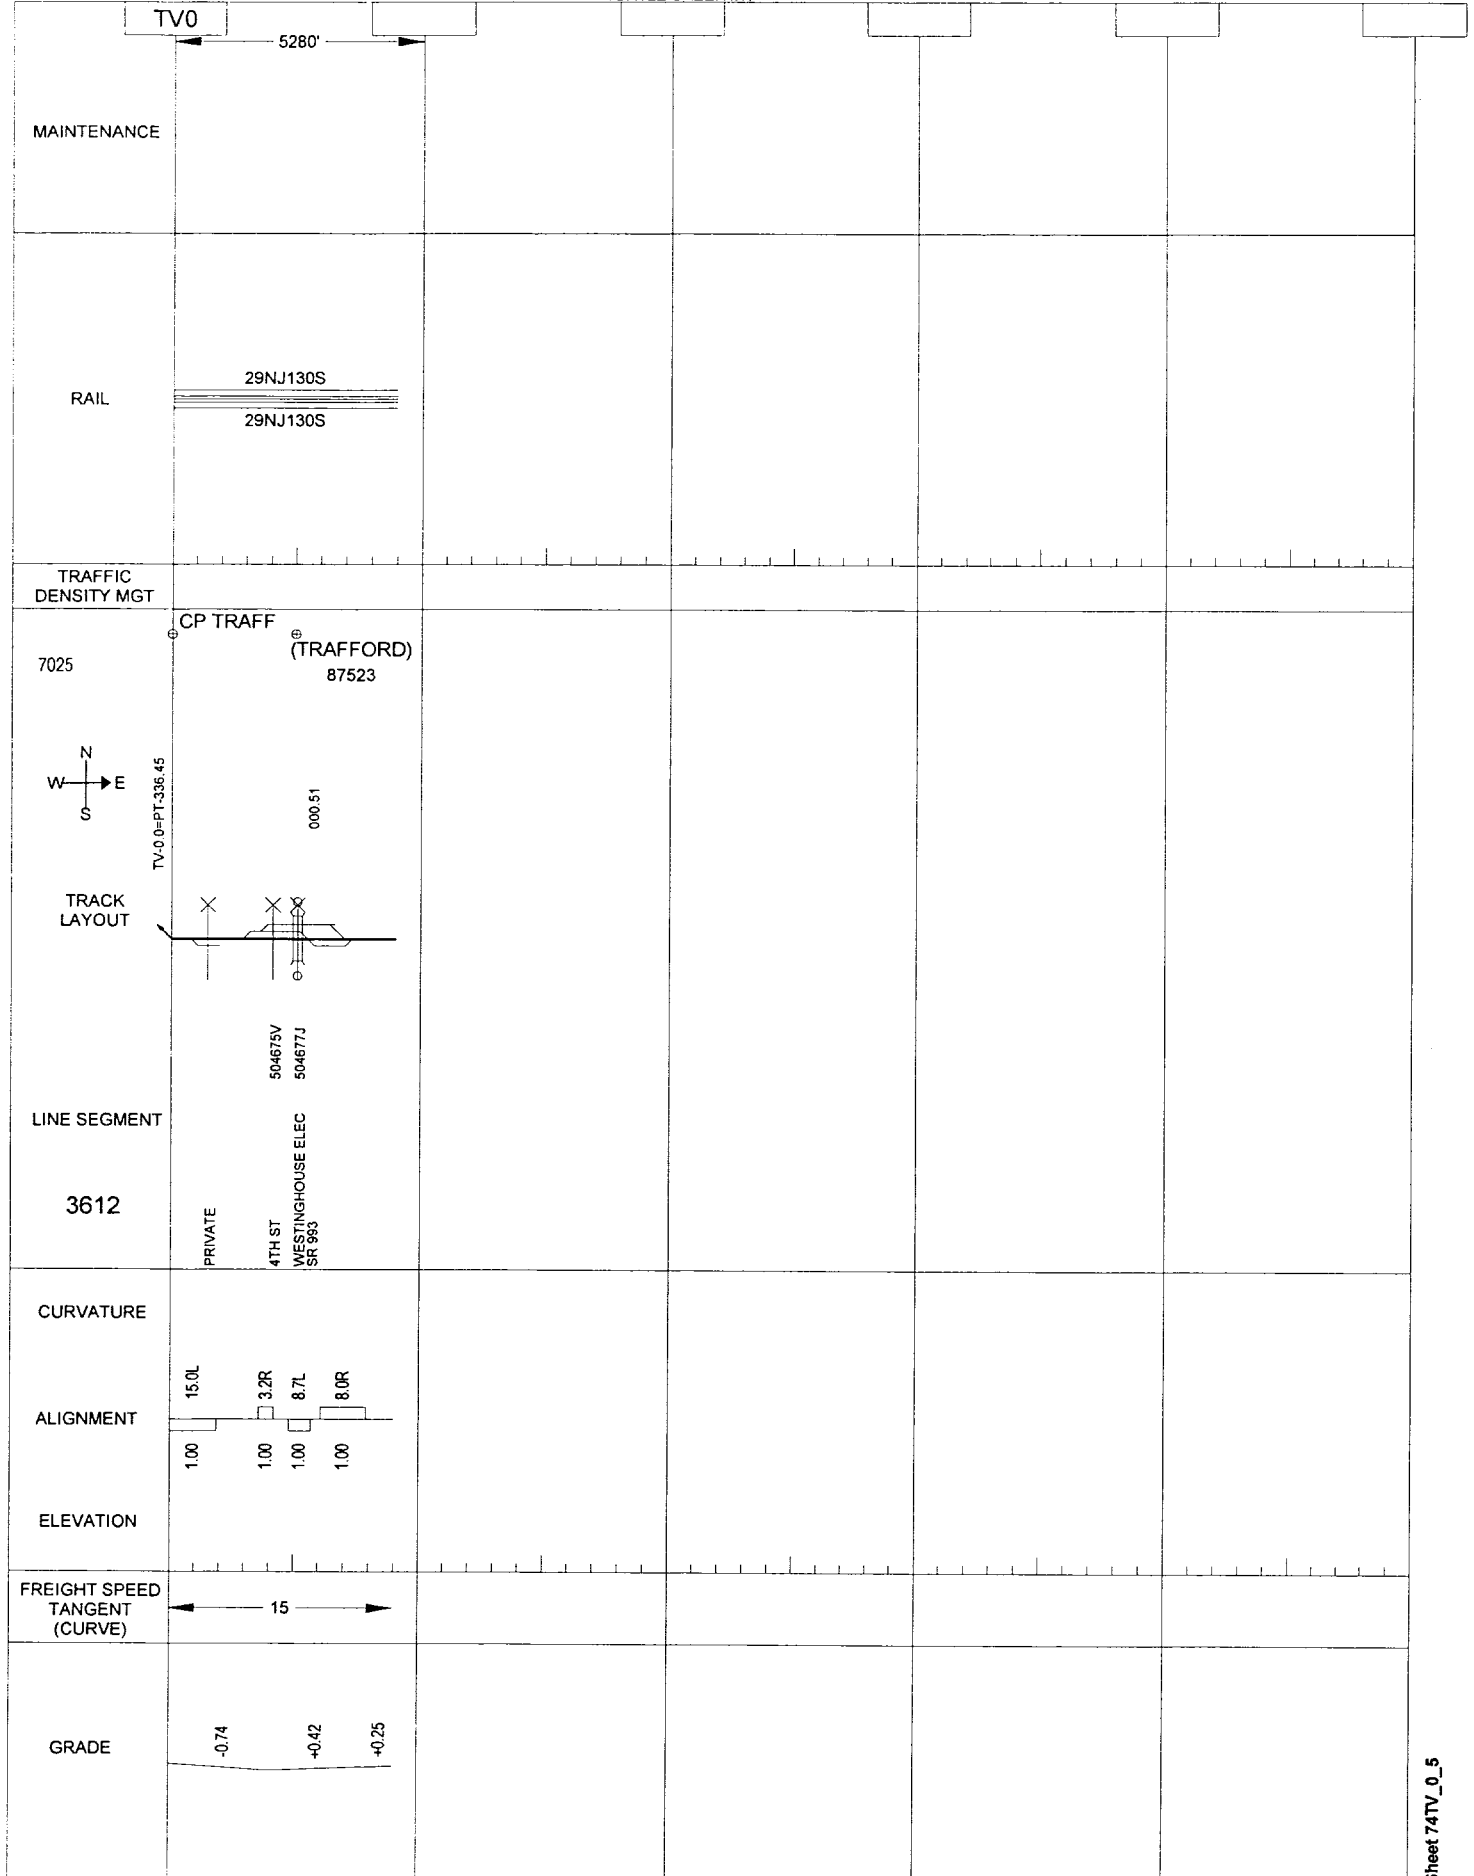 TV0
5280'
MAINTENANCE
29NJ130S
RAIL
29NJ130S
TRAFFIC
DENSITY MGT
CP TRAFF
(TRAFFORD)
7025
87523
N
W E
S
TV-0.0=PT-336.45
000.51
TRACK
LAYOUT
504675V
504677J
LINE SEGMENT
3612
PRIVATE
4TH ST
WESTINGHOUSE ELEC
SR 993
CURVATURE
15.0L
3.2R
8.7L
8.0R
ALIGNMENT
1.00
1.00
1.00
1.00
ELEVATION
FREIGHT SPEED
TANGENT
(CURVE)
15
GRADE
-0.74
+0.42
+0.25
Sheet 74TV_0_5